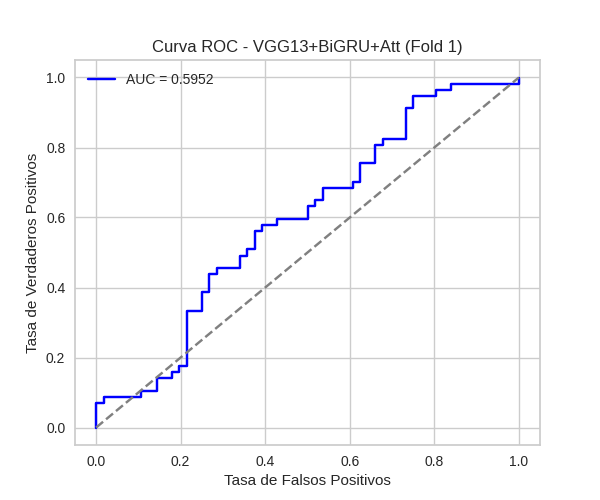 Curva ROC - VGG13+BiGRU+Att (Fold 1)
AUC = 0.5952
Tasa de Verdaderos Positivos
1.0
0.8
0.6
0.4
0.2
0.0
0.0 0.2 0.4 0.6 0.8 1.0
Tasa de Falsos Positivos